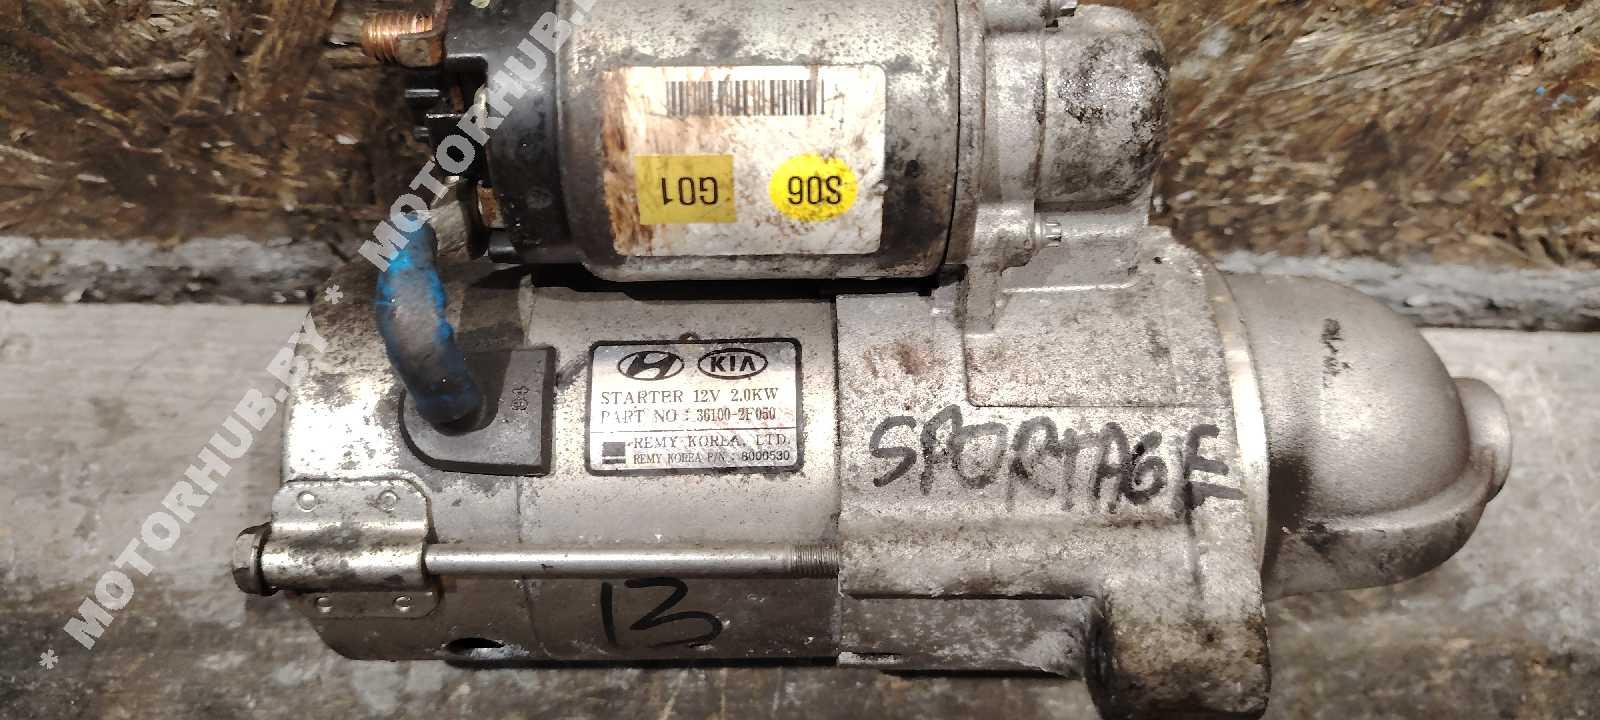 * MOTORHUB.BY * MOTORHUB.
G01
S06
KIA
STARTER 12V 2.0KW
PART NO : 36100-2F050
REMY KOREA, LTD.
REMY KOREA P/N : 8000530
SPORTAGE
13